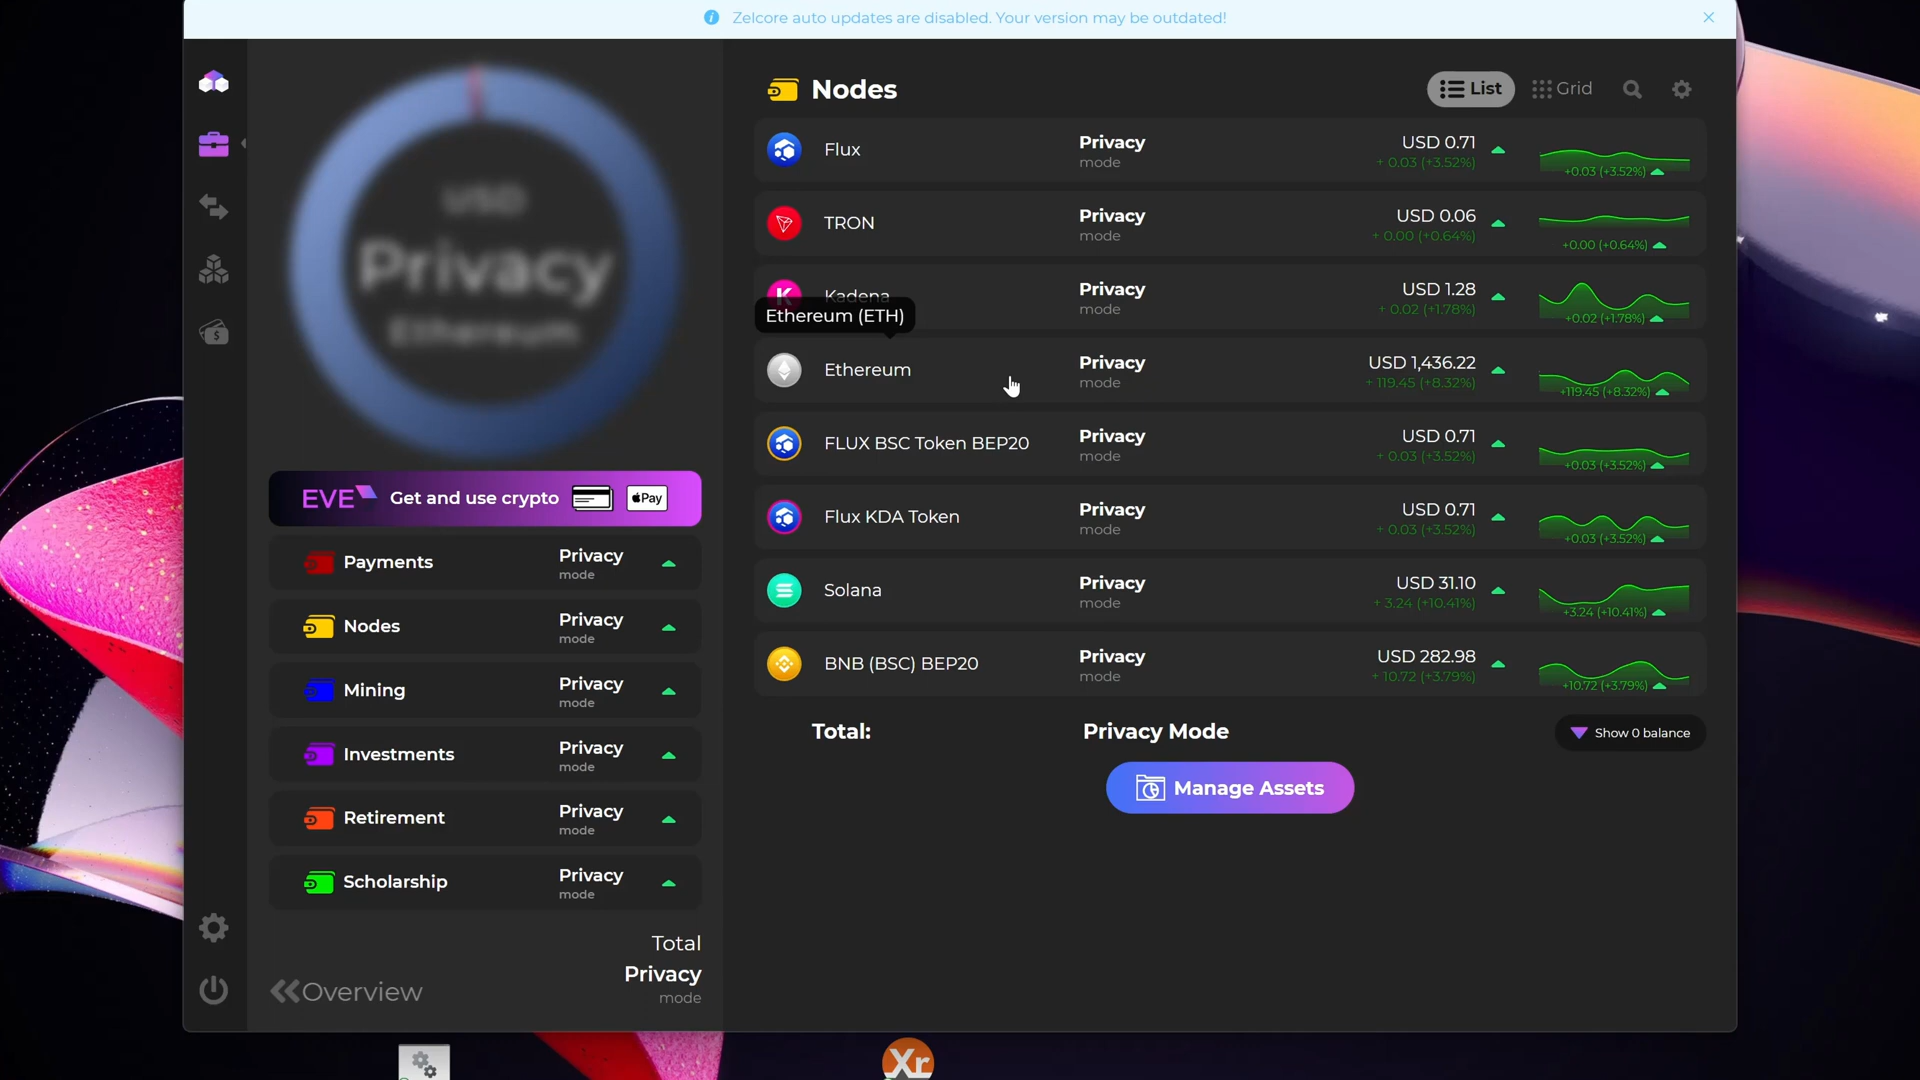 Zelcore auto updates are disabled. Your version may be outdated!
USD
Privacy
Ethereum
EVE Get and use crypto Pay
Payments Privacy
mode
Nodes Privacy
mode
Mining Privacy
mode
Investments Privacy
mode
Retirement Privacy
mode
Scholarship Privacy
mode
Total
Privacy
mode
Overview
Nodes List Grid
Flux Privacy mode USD 0.71
+ 0.03 (+3.52%) +0.03 (+3.52%)
TRON Privacy mode USD 0.06
+ 0.00 (+0.64%) +0.00 (+0.64%)
Kadena Privacy mode USD 1.28
+ 0.02 (+1.78%) +0.02 (+1.78%)
Ethereum (ETH)
Ethereum Privacy mode USD 1,436.22
+ 119.45 (+8.32%) +119.45 (+8.32%)
FLUX BSC Token BEP20 Privacy mode USD 0.71
+ 0.03 (+3.52%) +0.03 (+3.52%)
Flux KDA Token Privacy mode USD 0.71
+ 0.03 (+3.52%) +0.03 (+3.52%)
Solana Privacy mode USD 31.10
+ 3.24 (+10.41%) +3.24 (+10.41%)
BNB (BSC) BEP20 Privacy mode USD 282.98
+ 10.72 (+3.79%) +10.72 (+3.79%)
Total: Privacy Mode Show 0 balance
Manage Assets
Xr